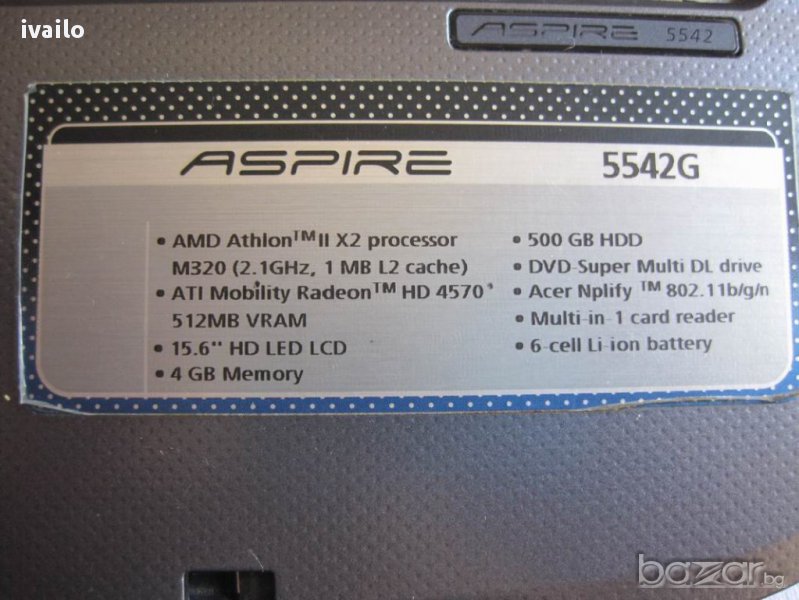 ivailo
ASPIRE 5542
ASPIRE 5542G
• AMD Athlon™ II X2 processor
M320 (2.1GHz, 1 MB L2 cache)
• ATI Mobility Radeon™ HD 4570*
512MB VRAM
• 15.6" HD LED LCD
• 4 GB Memory
• 500 GB HDD
• DVD-Super Multi DL drive
• Acer Nplify ™ 802.11b/g/n
• Multi-in-1 card reader
• 6-cell Li-ion battery
bazar.bg